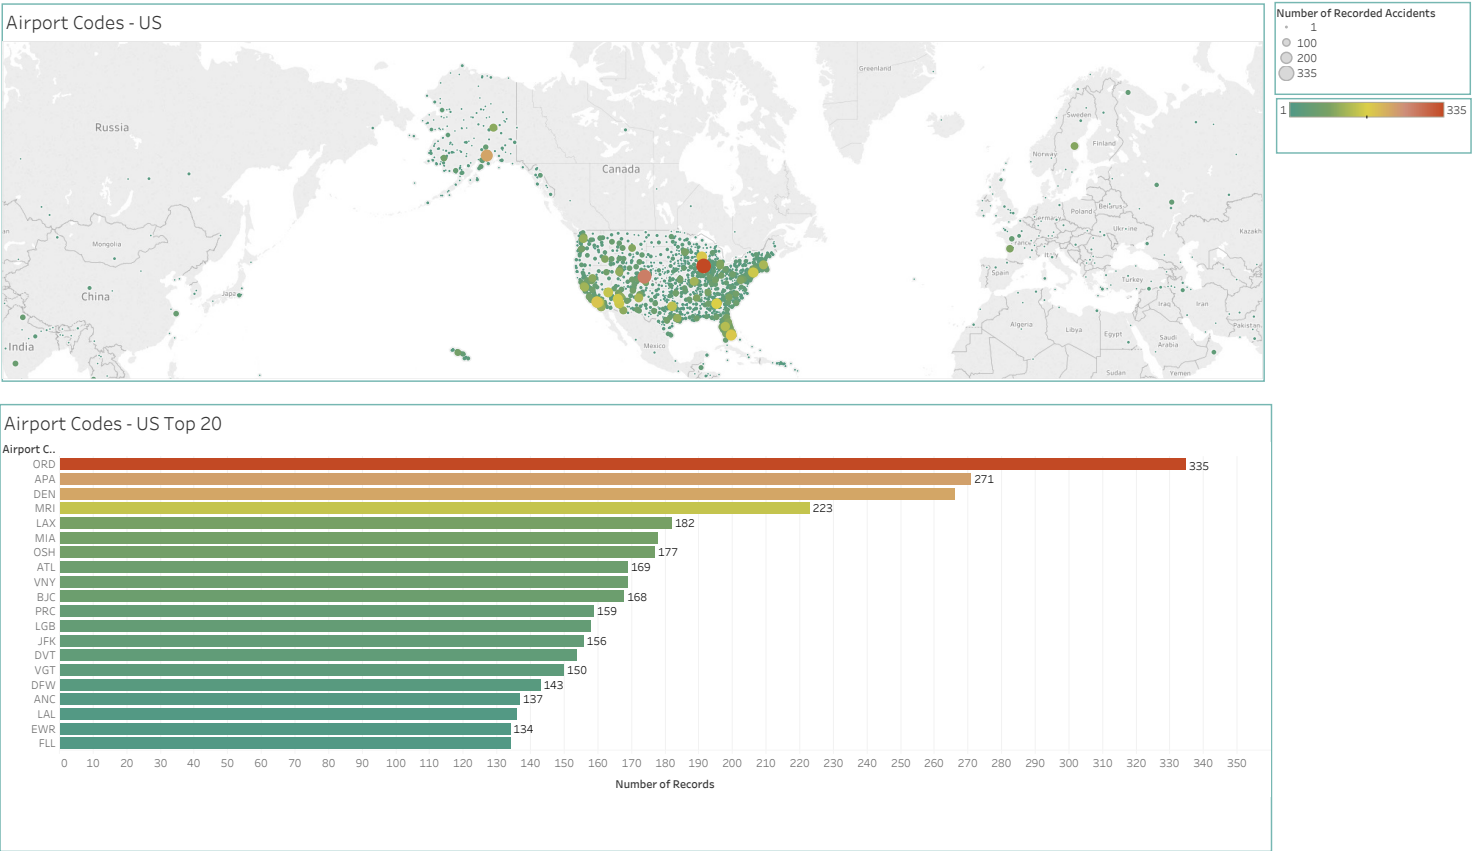 Airport Codes - US
Number of Recorded Accidents
1
100
200
335
1
335
Greenland
Russia
Sweden
Finland
Norway
Canada
Poland
Belarus
Germany
Ukraine
Kazakh
Mongolia
France
Spain
Turkey
China
Japa
Iraq
Iran
Algeria
Libya
Egypt
Pakistan
Saudi
Arabia
India
Mexico
Sudan
Yemen
Airport Codes - US Top 20
Airport C..
ORD 335
APA 271
DEN
MRI 223
LAX 182
MIA
OSH 177
ATL 169
VNY
BJC 168
PRC 159
LGB
JFK 156
DVT
VGT 150
DFW 143
ANC 137
LAL
EWR 134
FLL
0 10 20 30 40 50 60 70 80 90 100 110 120 130 140 150 160 170 180 190 200 210 220 230 240 250 260 270 280 290 300 310 320 330 340 350
Number of Records